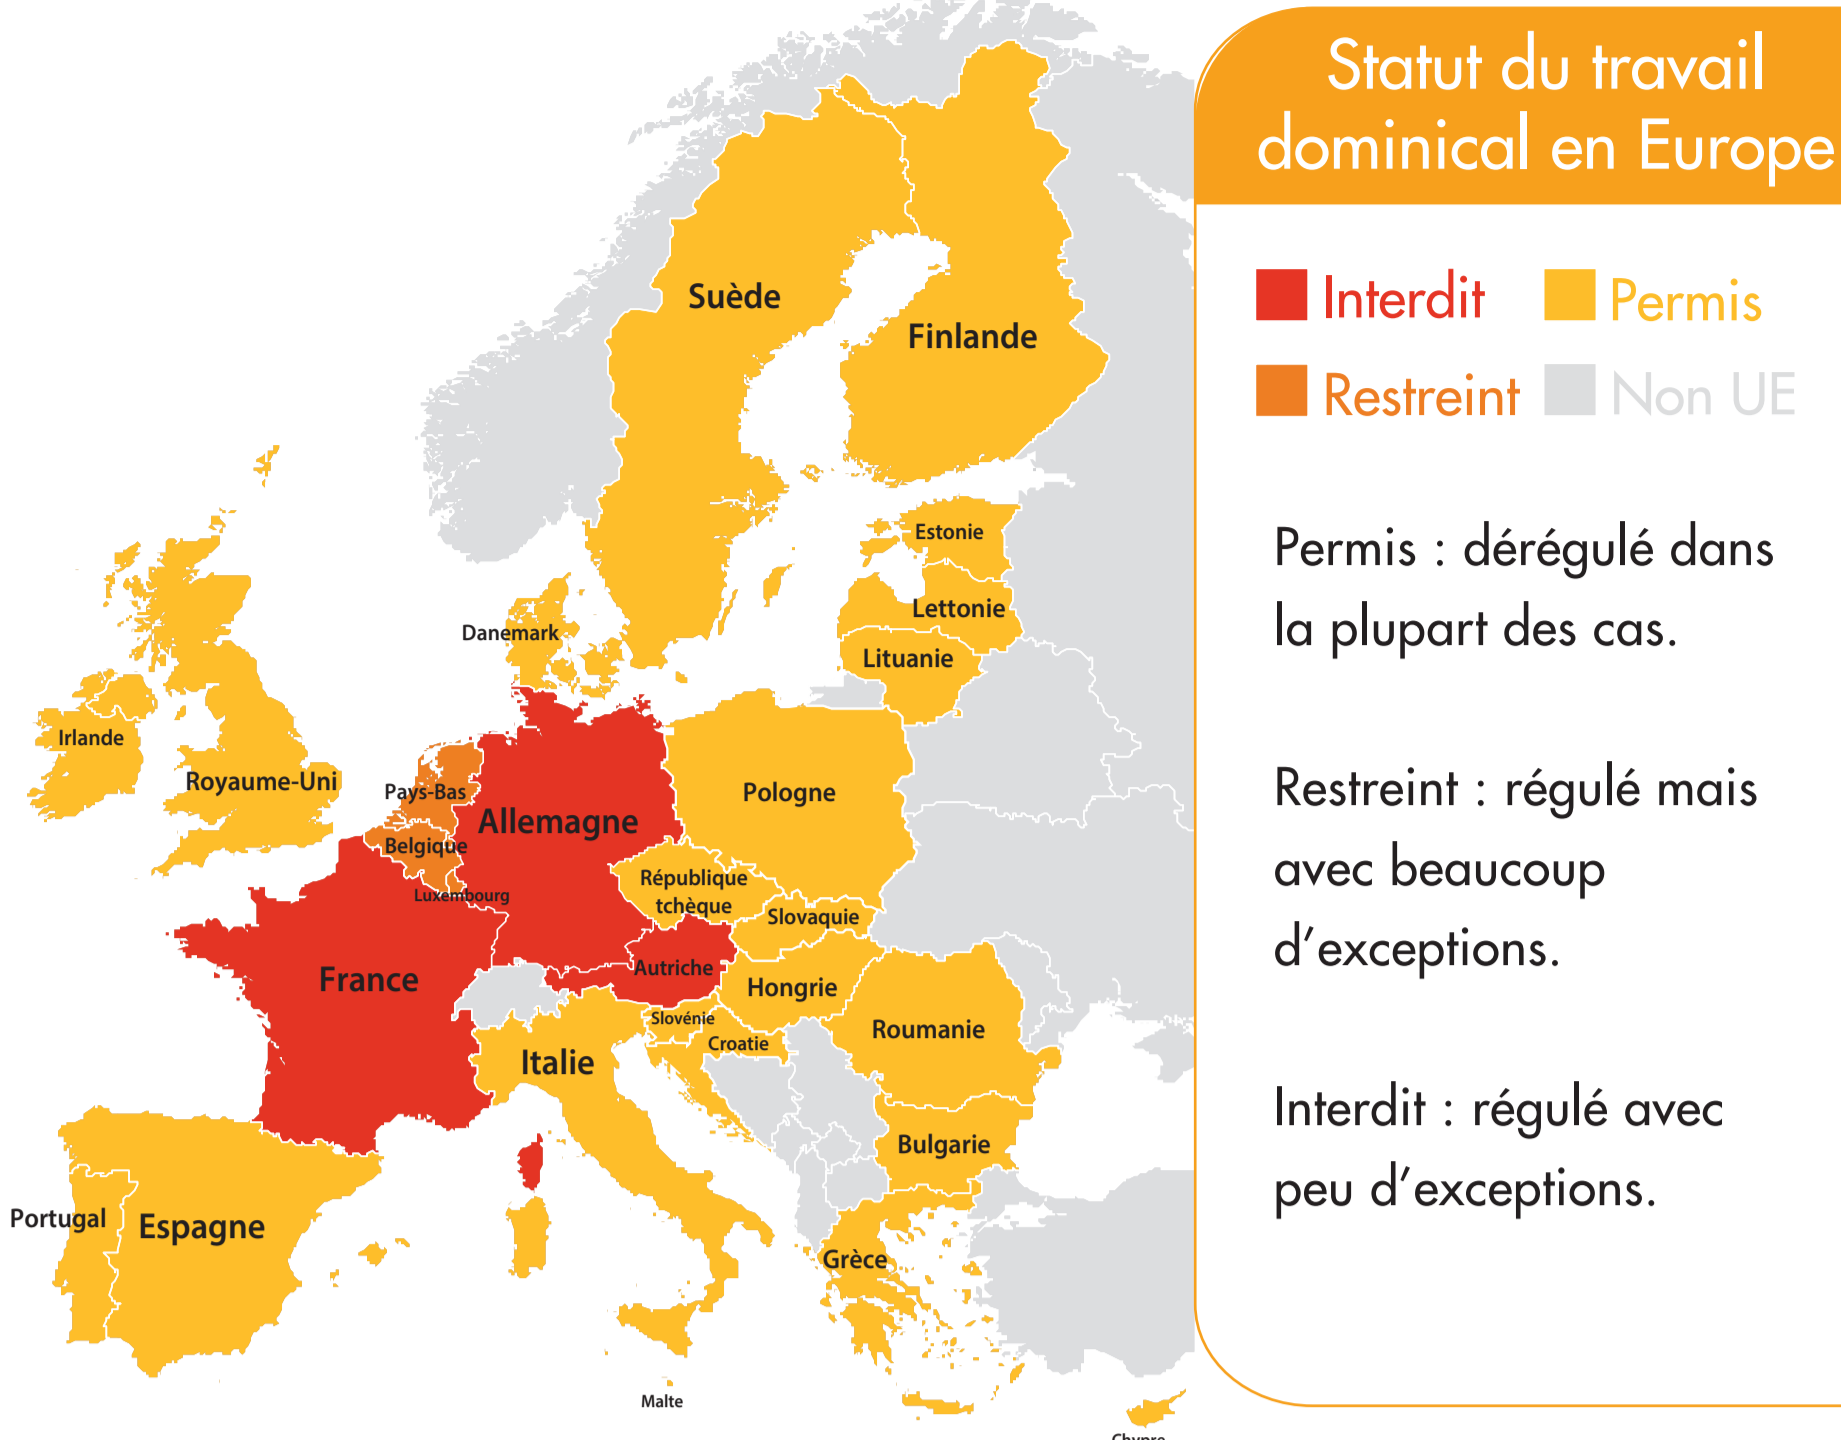 Statut du travail
dominical en Europe
Interdit
Permis
Restreint
Non UE
Permis : dérégulé dans
la plupart des cas.
Restreint : régulé mais
avec beaucoup
d’exceptions.
Interdit : régulé avec
peu d’exceptions.
Suède
Finlande
Estonie
Lettonie
Danemark
Lituanie
Irlande
Royaume-Uni
Pays-Bas
Allemagne
Pologne
Belgique
Luxembourg
République
tchèque
Slovaquie
France
Autriche
Hongrie
Slovénie
Croatie
Roumanie
Italie
Bulgarie
Portugal
Espagne
Grèce
Malte
Chypre